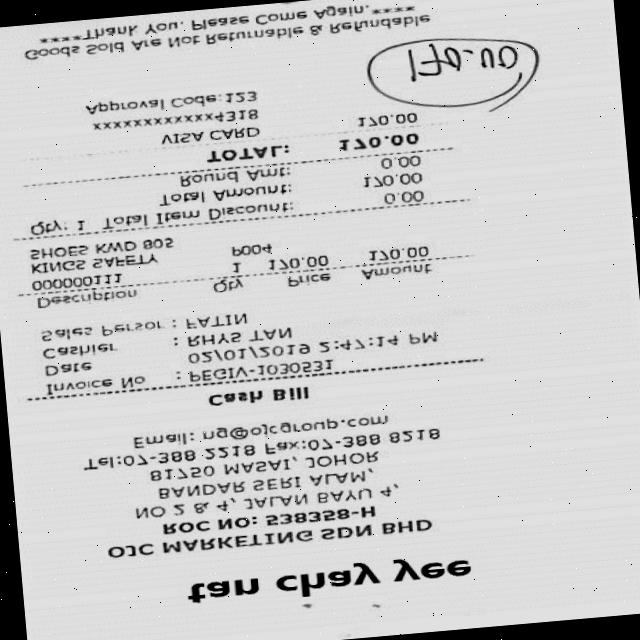 tan chay yee
OJC MARKETING SDN BHD
ROC NO: 538358-H
NO 2 & 4, JALAN BAYU 4,
BANDAR SERI ALAM,
81750 MASAI, JOHOR
Tel:07-388 2218 Fax:07-388 8218
Email: ng@ojcgroup.com
Cash Bill
Invoice No : PEGIV-1030531
Date 02/01/2019 2:47:14 PM
Cashier : RHYS TAN
Sales Persor : FATIN
Description Qty Price Amount
000000111 1 170.00 170.00
KINGS SAFETY P004
SHOES KWD 805
Qty: 1 Total Item Discount: 0.00
Total Amount: 170.00
Round Amt: 0.00
TOTAL: 170.00
VISA CARD 170.00
xxxxxxxxxxxx4318
Approval Code:123
170.00
Goods Sold Are Not Returnable & Refundable
****Thank You. Please Come Again.****